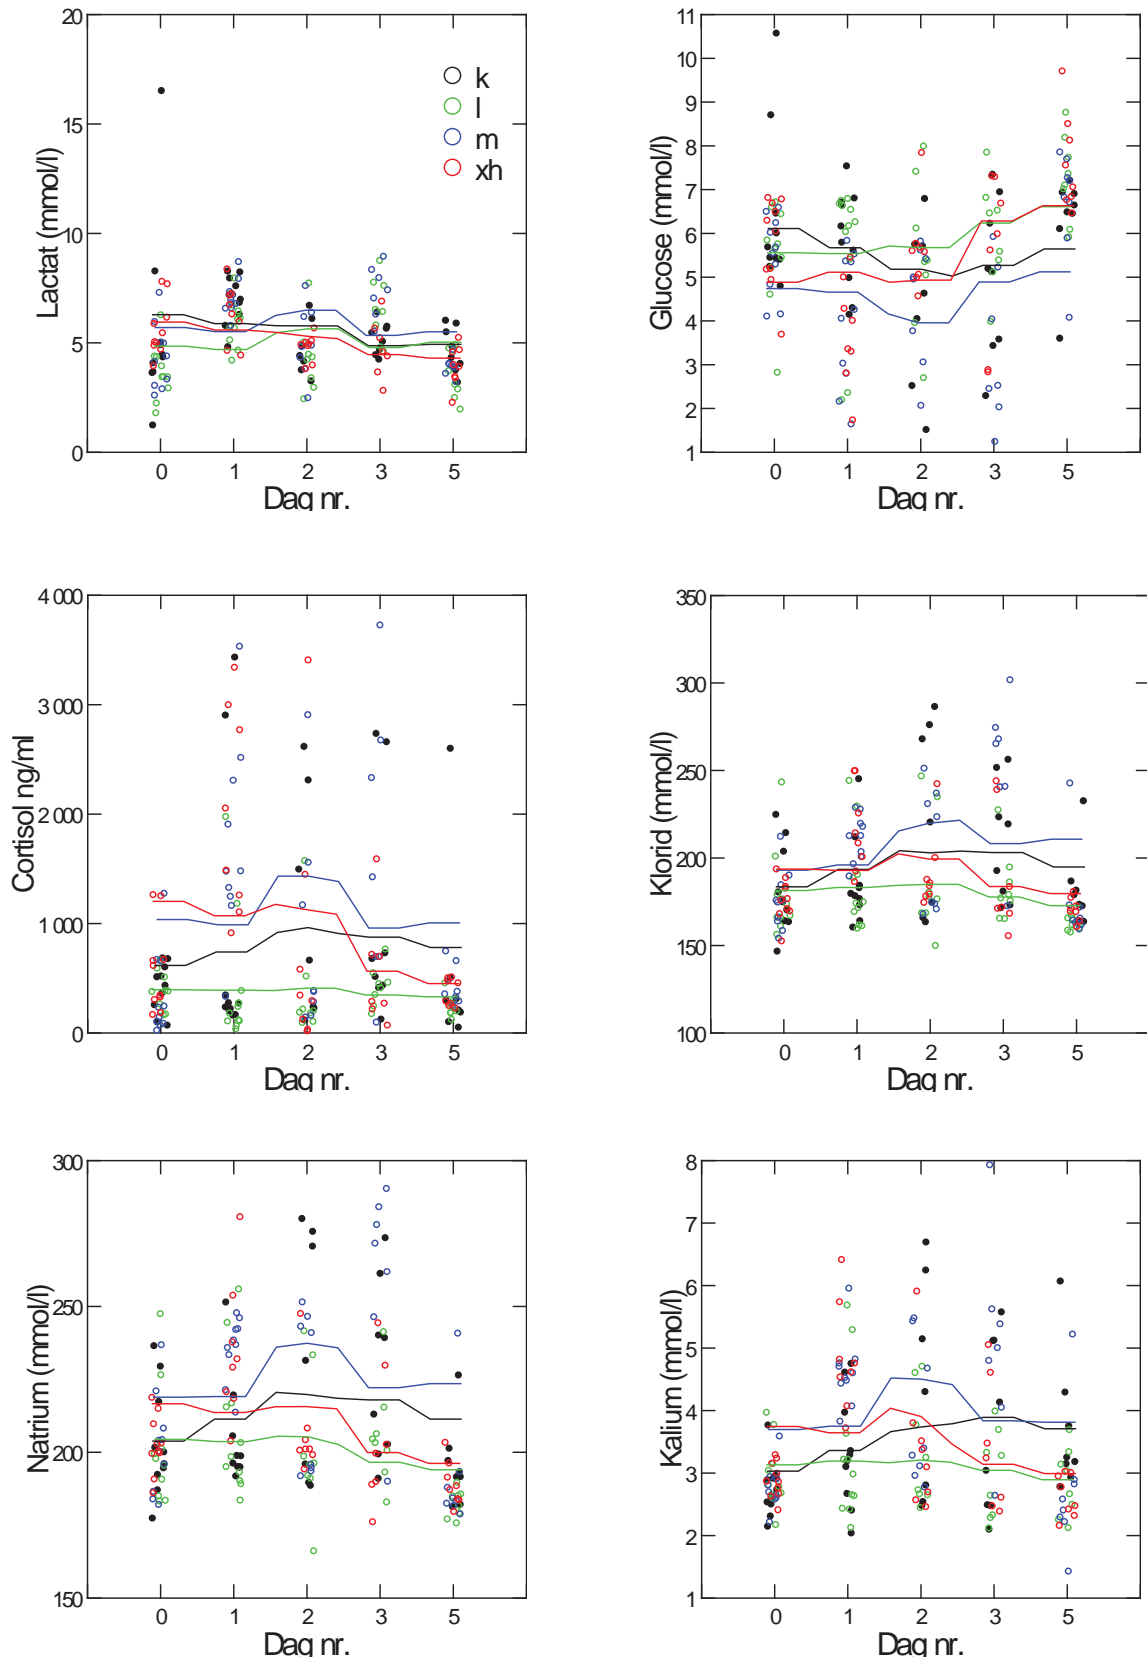 20
15
10
5
0
Lactat (mmol/l)
k
l
m
xh
0 1 2 3 5
Dag nr.
11
10
9
8
7
6
5
4
3
2
1
Glucose (mmol/l)
0 1 2 3 5
Dag nr.
4 000
3 000
2 000
1 000
0
Cortisol ng/ml
0 1 2 3 5
Dag nr.
350
300
250
200
150
100
Klorid (mmol/l)
0 1 2 3 5
Dag nr.
300
250
200
150
Natrium (mmol/l)
0 1 2 3 5
Dag nr.
8
7
6
5
4
3
2
1
Kalium (mmol/l)
0 1 2 3 5
Dag nr.